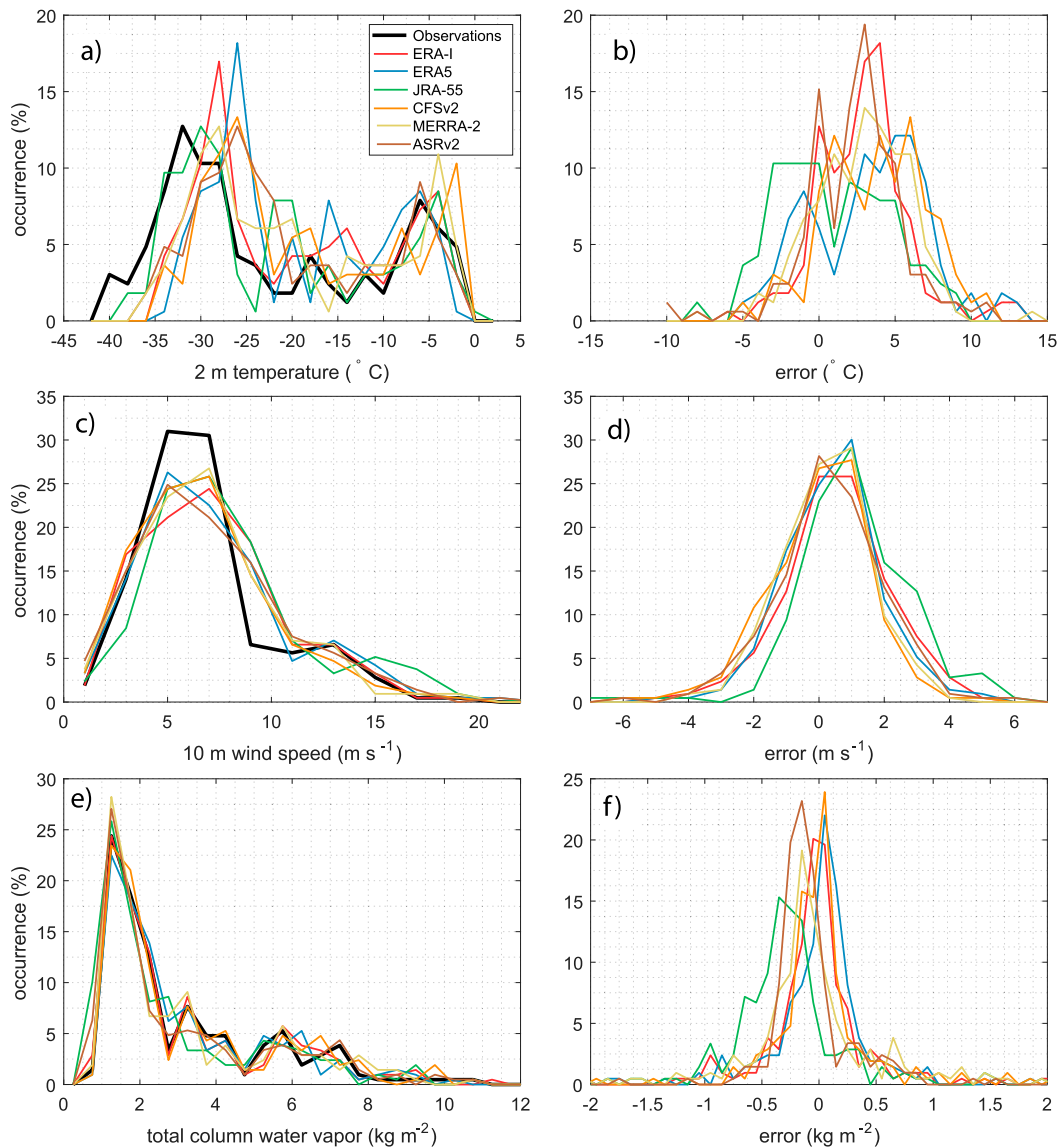 a)
Observations
ERA-I
ERA5
JRA-55
CFSv2
MERRA-2
ASRv2
occurrence (%)
0
5
10
15
20
-45 -40 -35 -30 -25 -20 -15 -10 -5 0 5
2 m temperature (° C)
b)
occurrence (%)
0
5
10
15
20
-15 -10 -5 0 5 10 15
error (° C)
c)
occurrence (%)
0
5
10
15
20
25
30
35
0 5 10 15 20
10 m wind speed (m s⁻¹)
d)
occurrence (%)
0
5
10
15
20
25
30
35
-6 -4 -2 0 2 4 6
error (m s⁻¹)
e)
occurrence (%)
0
5
10
15
20
25
30
0 2 4 6 8 10 12
total column water vapor (kg m⁻²)
f)
occurrence (%)
0
5
10
15
20
25
-2 -1.5 -1 -0.5 0 0.5 1 1.5 2
error (kg m⁻²)